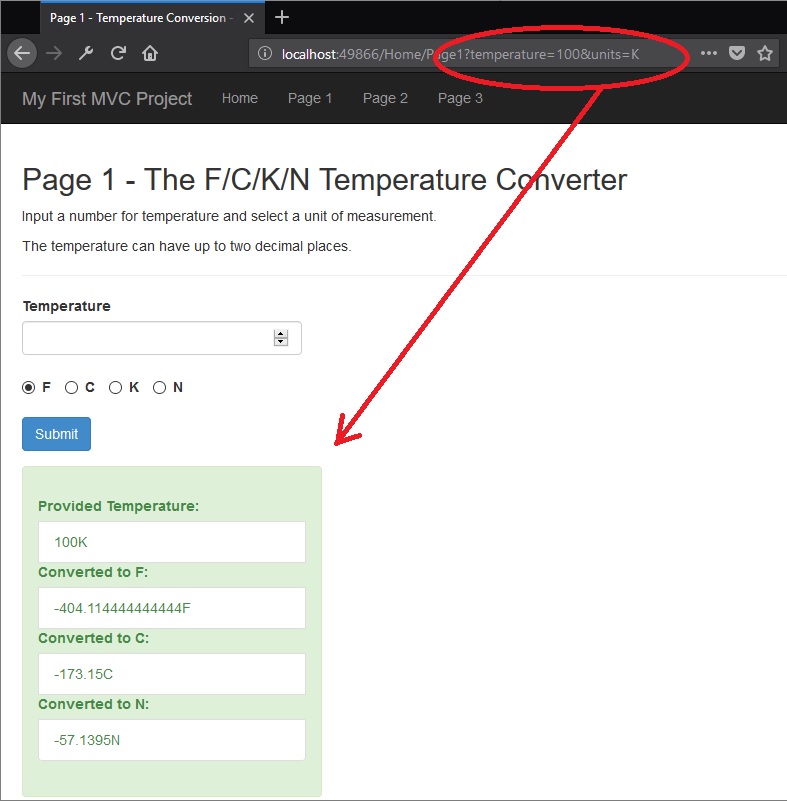 Page 1 - Temperature Conversion -
localhost:49866/Home/Page1?temperature=100&units=K
My First MVC Project Home Page 1 Page 2 Page 3
Page 1 - The F/C/K/N Temperature Converter
Input a number for temperature and select a unit of measurement.
The temperature can have up to two decimal places.
Temperature
F C K N
Submit
Provided Temperature:
100K
Converted to F:
-404.114444444444F
Converted to C:
-173.15C
Converted to N:
-57.1395N